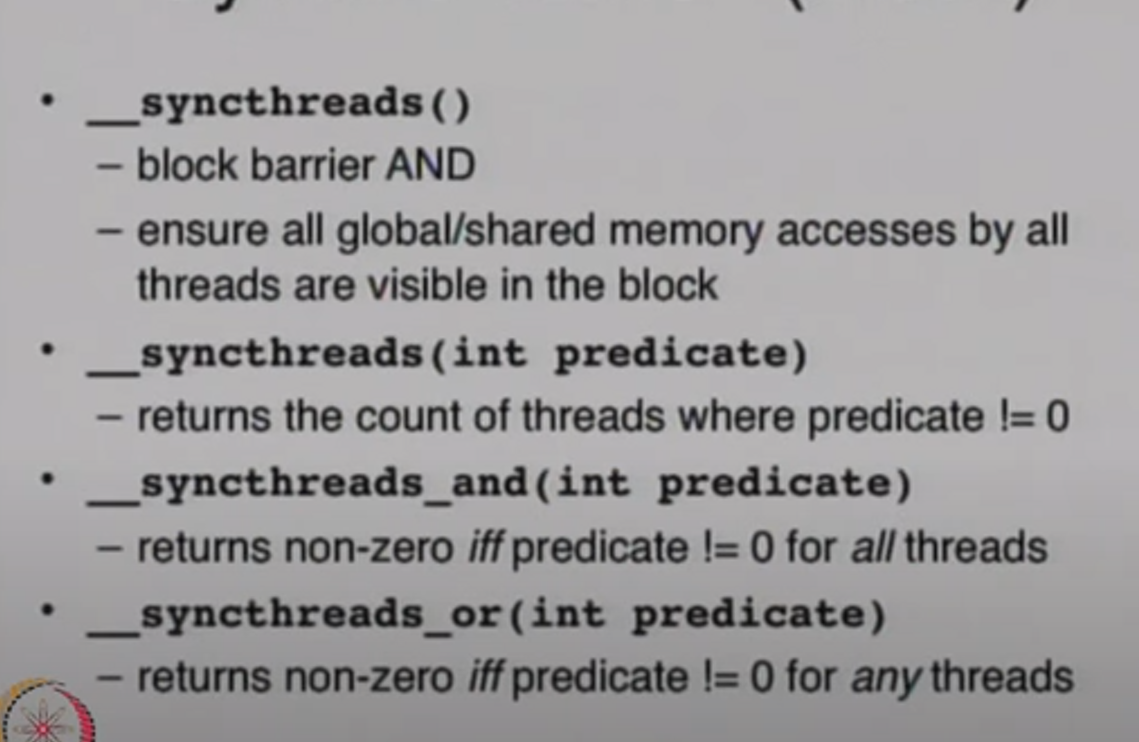 • __syncthreads()
– block barrier AND
– ensure all global/shared memory accesses by all
threads are visible in the block
• __syncthreads(int predicate)
– returns the count of threads where predicate != 0
• __syncthreads_and(int predicate)
– returns non-zero iff predicate != 0 for all threads
• __syncthreads_or(int predicate)
– returns non-zero iff predicate != 0 for any threads